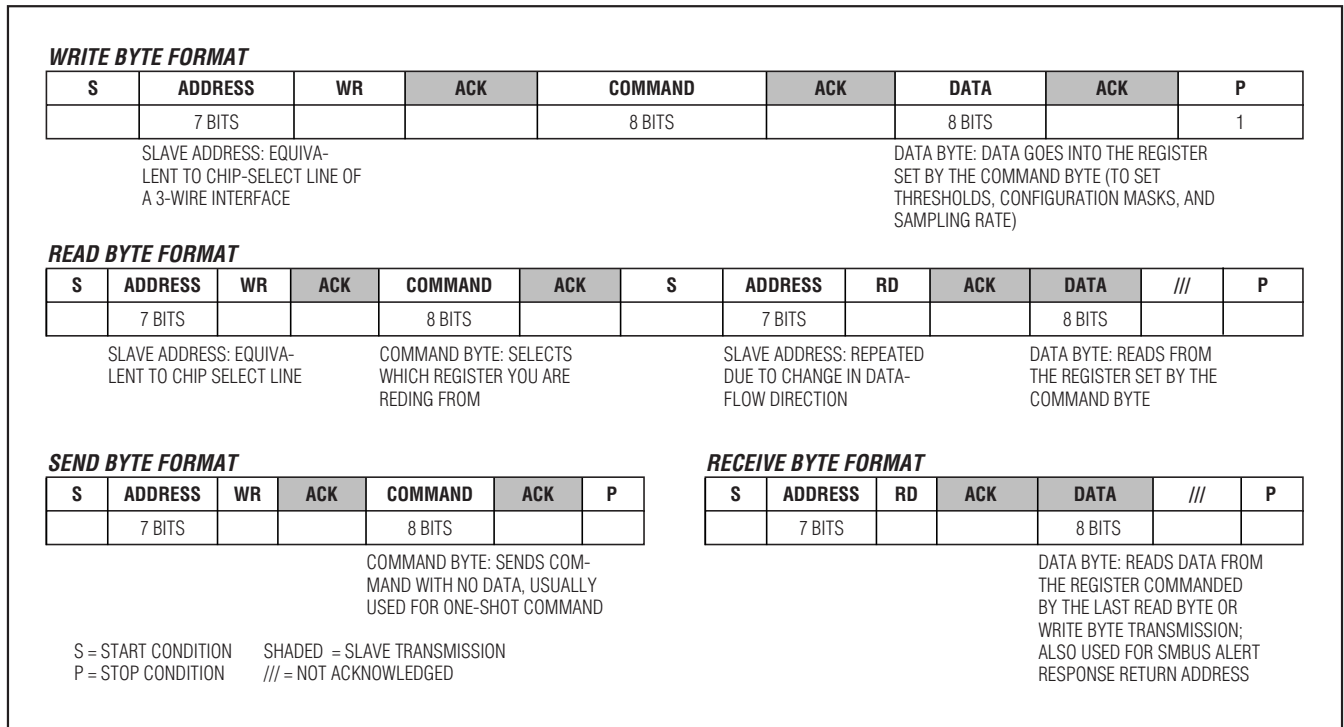 WRITE BYTE FORMAT
S ADDRESS WR ACK COMMAND ACK DATA ACK P
7 BITS 8 BITS 8 BITS 1
SLAVE ADDRESS: EQUIVA-
LENT TO CHIP-SELECT LINE OF
A 3-WIRE INTERFACE
DATA BYTE: DATA GOES INTO THE REGISTER
SET BY THE COMMAND BYTE (TO SET
THRESHOLDS, CONFIGURATION MASKS, AND
SAMPLING RATE)
READ BYTE FORMAT
S ADDRESS WR ACK COMMAND ACK S ADDRESS RD ACK DATA /// P
7 BITS 8 BITS 7 BITS 8 BITS
SLAVE ADDRESS: EQUIVA-
LENT TO CHIP SELECT LINE
COMMAND BYTE: SELECTS
WHICH REGISTER YOU ARE
REDING FROM
SLAVE ADDRESS: REPEATED
DUE TO CHANGE IN DATA-
FLOW DIRECTION
DATA BYTE: READS FROM
THE REGISTER SET BY THE
COMMAND BYTE
SEND BYTE FORMAT
S ADDRESS WR ACK COMMAND ACK P
7 BITS 8 BITS
COMMAND BYTE: SENDS COM-
MAND WITH NO DATA, USUALLY
USED FOR ONE-SHOT COMMAND
RECEIVE BYTE FORMAT
S ADDRESS RD ACK DATA /// P
7 BITS 8 BITS
DATA BYTE: READS DATA FROM
THE REGISTER COMMANDED
BY THE LAST READ BYTE OR
WRITE BYTE TRANSMISSION;
ALSO USED FOR SMBUS ALERT
RESPONSE RETURN ADDRESS
S = START CONDITION SHADED = SLAVE TRANSMISSION
P = STOP CONDITION /// = NOT ACKNOWLEDGED